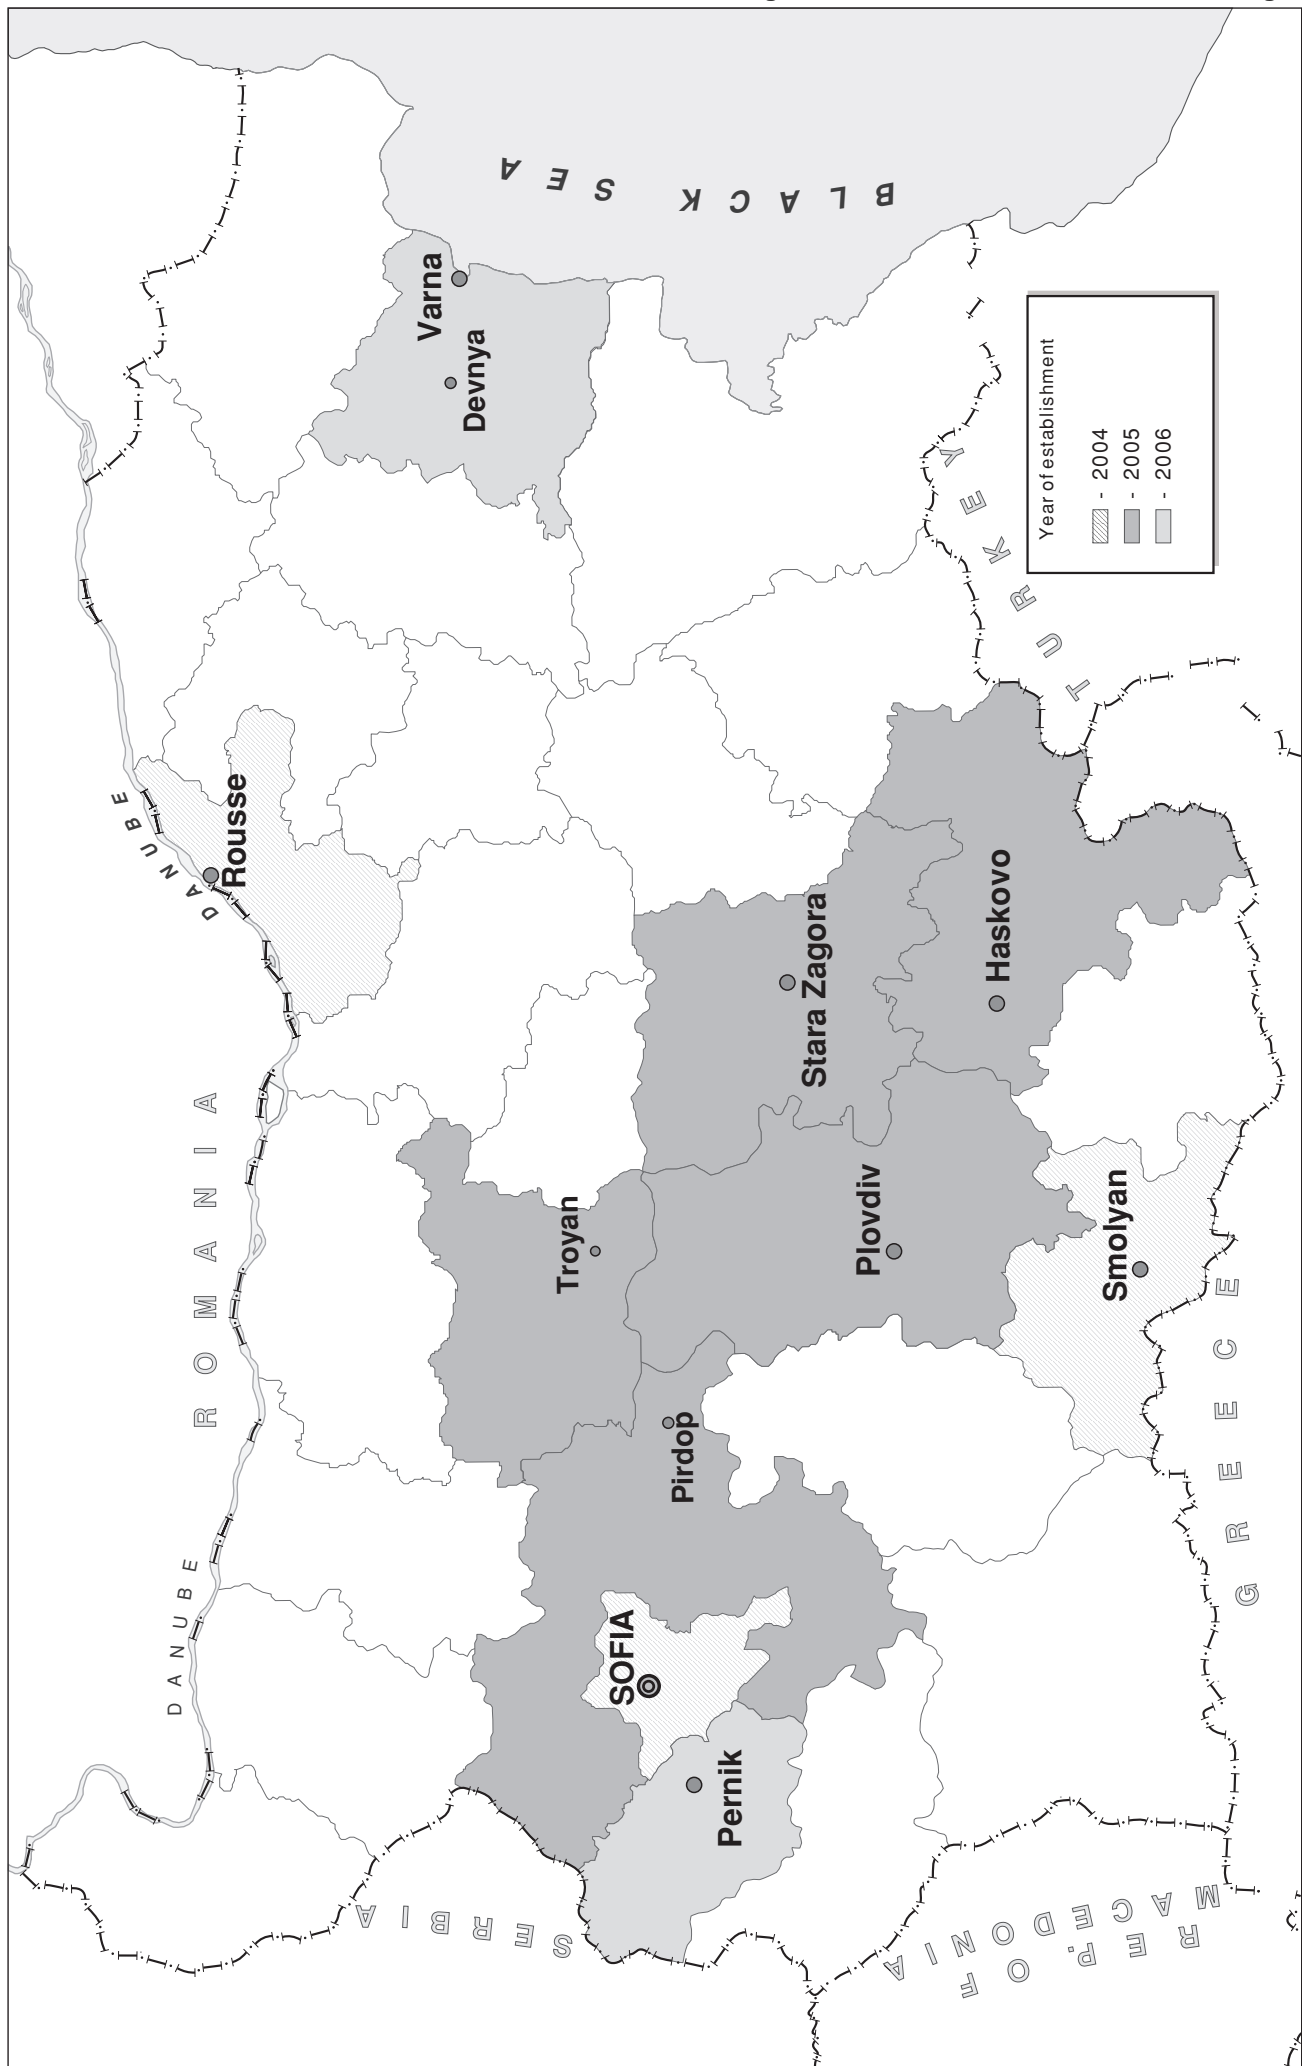 ROMANIA
DANUBE
DANUBE
Rousse
SERBIA
BLACK SEA
Varna
Devnya
Troyan
SOFIA
Pirdop
Pernik
Stara Zagora
Plovdiv
Haskovo
Smolyan
REP. OF
MACEDONIA
GREECE
TURKEY
Year of establishment
- 2004
- 2005
- 2006